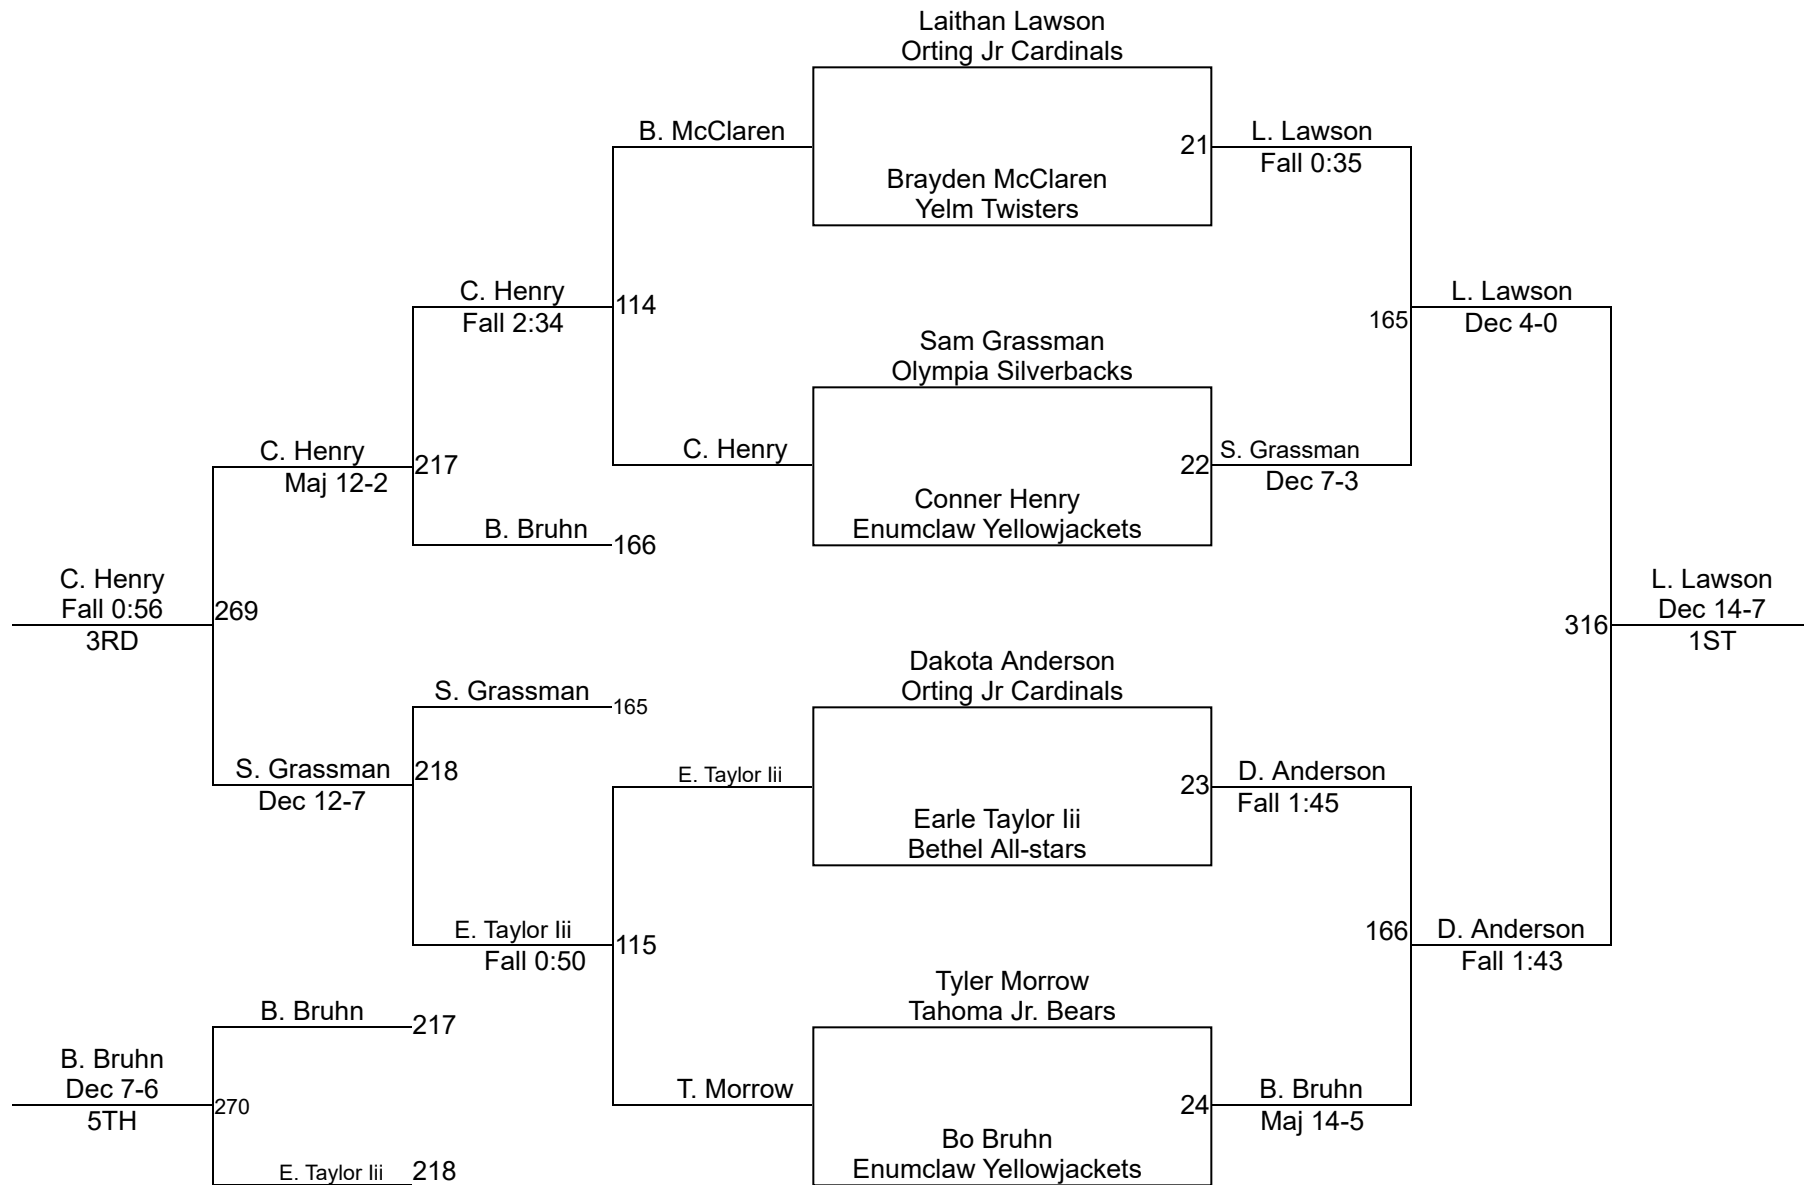 Laithan Lawson
Orting Jr Cardinals
B. McClaren
21
L. Lawson
Fall 0:35
Brayden McClaren
Yelm Twisters
C. Henry
Fall 2:34
114
165
L. Lawson
Dec 4-0
Sam Grassman
Olympia Silverbacks
C. Henry
Maj 12-2
217
C. Henry
22
S. Grassman
Dec 7-3
Conner Henry
Enumclaw Yellowjackets
B. Bruhn
166
C. Henry
Fall 0:56
3RD
269
316
L. Lawson
Dec 14-7
1ST
Dakota Anderson
Orting Jr Cardinals
S. Grassman
165
S. Grassman
Dec 12-7
218
E. Taylor Iii
23
D. Anderson
Fall 1:45
Earle Taylor Iii
Bethel All-stars
E. Taylor Iii
Fall 0:50
115
166
D. Anderson
Fall 1:43
Tyler Morrow
Tahoma Jr. Bears
B. Bruhn
217
B. Bruhn
Dec 7-6
5TH
270
T. Morrow
24
B. Bruhn
Maj 14-5
Bo Bruhn
Enumclaw Yellowjackets
E. Taylor Iii
218